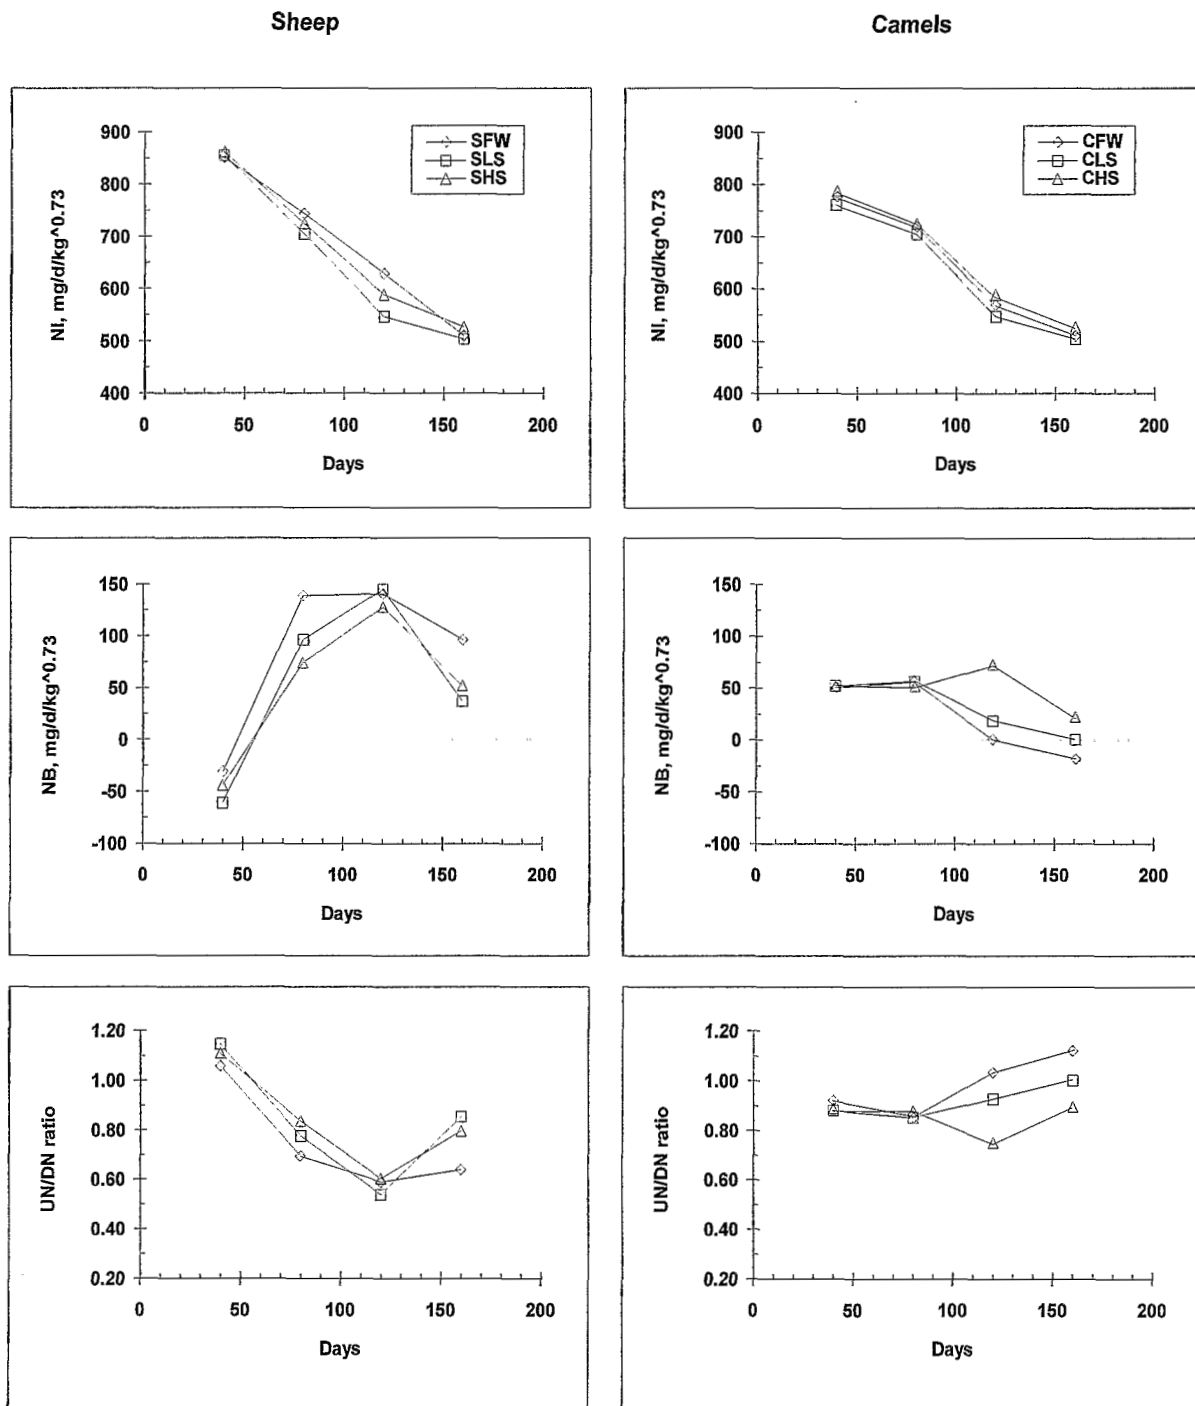 Sheep
Camels
900
800
700
600
500
400
NI, mg/d/kg^0.73
0 50 100 150 200
Days
SFW
SLS
SHS
900
800
700
600
500
400
NI, mg/d/kg^0.73
0 50 100 150 200
Days
CFW
CLS
CHS
150
100
50
0
-50
-100
NB, mg/d/kg^0.73
0 50 100 150 200
Days
150
100
50
0
-50
-100
NB, mg/d/kg^0.73
0 50 100 150 200
Days
1.20
1.00
0.80
0.60
0.40
0.20
UN/DN ratio
0 50 100 150 200
Days
1.20
1.00
0.80
0.60
0.40
0.20
UN/DN ratio
0 50 100 150 200
Days